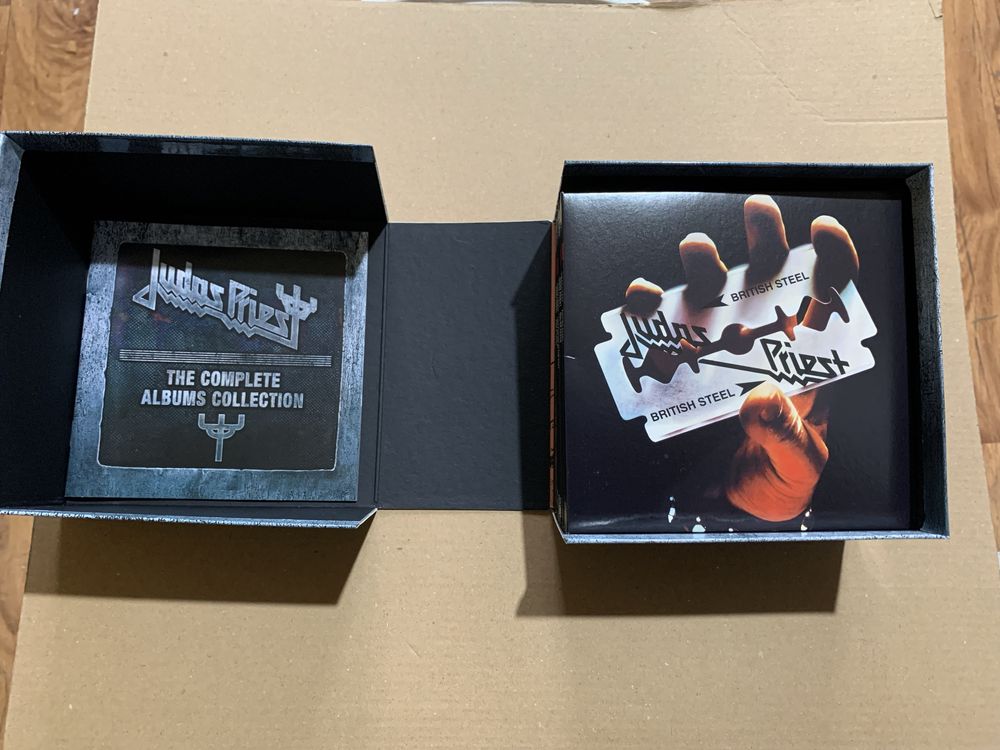 Judas Priest
THE COMPLETE
ALBUMS COLLECTION
BRITISH STEEL
Judas
Priest
BRITISH STEEL